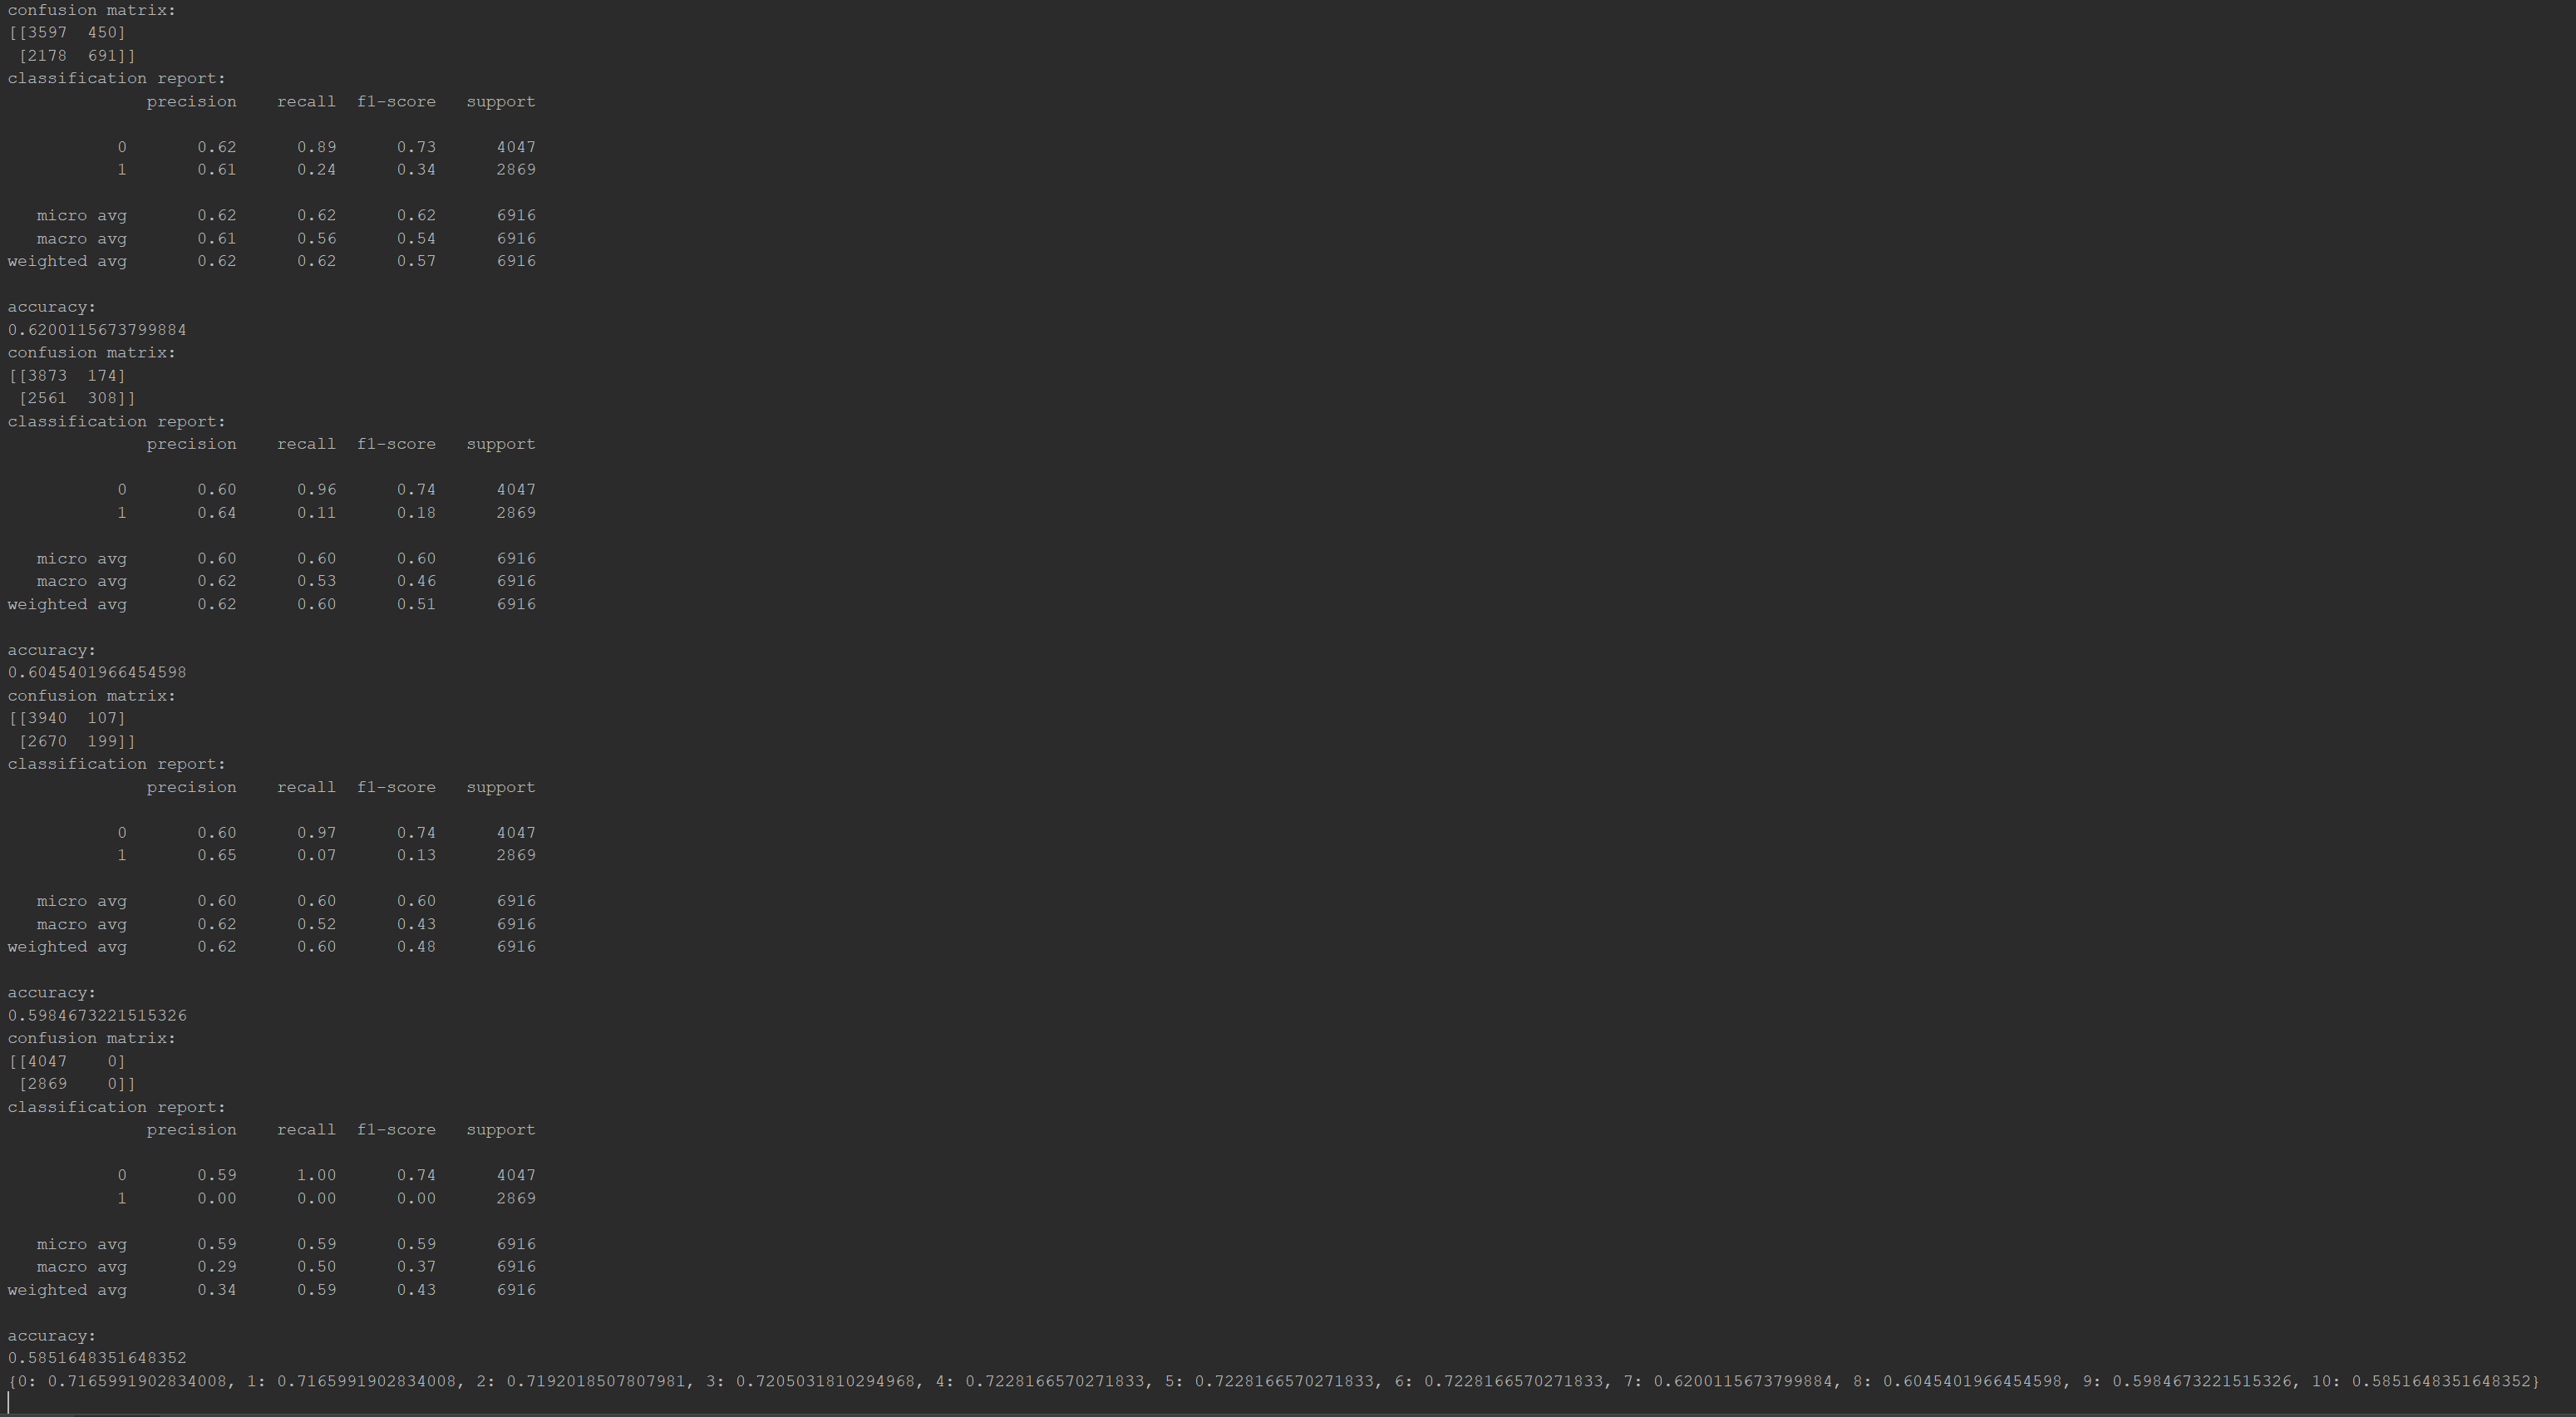 confusion matrix:
[[3597  450]
 [2178  691]]
classification report:
              precision    recall  f1-score   support

           0       0.62      0.89      0.73      4047
           1       0.61      0.24      0.34      2869

   micro avg       0.62      0.62      0.62      6916
   macro avg       0.61      0.56      0.54      6916
weighted avg       0.62      0.62      0.57      6916

accuracy:
0.6200115673799884
confusion matrix:
[[3873  174]
 [2561  308]]
classification report:
              precision    recall  f1-score   support

           0       0.60      0.96      0.74      4047
           1       0.64      0.11      0.18      2869

   micro avg       0.60      0.60      0.60      6916
   macro avg       0.62      0.53      0.46      6916
weighted avg       0.62      0.60      0.51      6916

accuracy:
0.6045401966454598
confusion matrix:
[[3940  107]
 [2670  199]]
classification report:
              precision    recall  f1-score   support

           0       0.60      0.97      0.74      4047
           1       0.65      0.07      0.13      2869

   micro avg       0.60      0.60      0.60      6916
   macro avg       0.62      0.52      0.43      6916
weighted avg       0.62      0.60      0.48      6916

accuracy:
0.5984673221515326
confusion matrix:
[[4047    0]
 [2869    0]]
classification report:
              precision    recall  f1-score   support

           0       0.59      1.00      0.74      4047
           1       0.00      0.00      0.00      2869

   micro avg       0.59      0.59      0.59      6916
   macro avg       0.29      0.50      0.37      6916
weighted avg       0.34      0.59      0.43      6916

accuracy:
0.5851648351648352
{0: 0.7165991902834008, 1: 0.7165991902834008, 2: 0.7192018507807981, 3: 0.7205031810294968, 4: 0.7228166570271833, 5: 0.7228166570271833, 6: 0.7228166570271833, 7: 0.6200115673799884, 8: 0.6045401966454598, 9: 0.5984673221515326, 10: 0.5851648351648352}